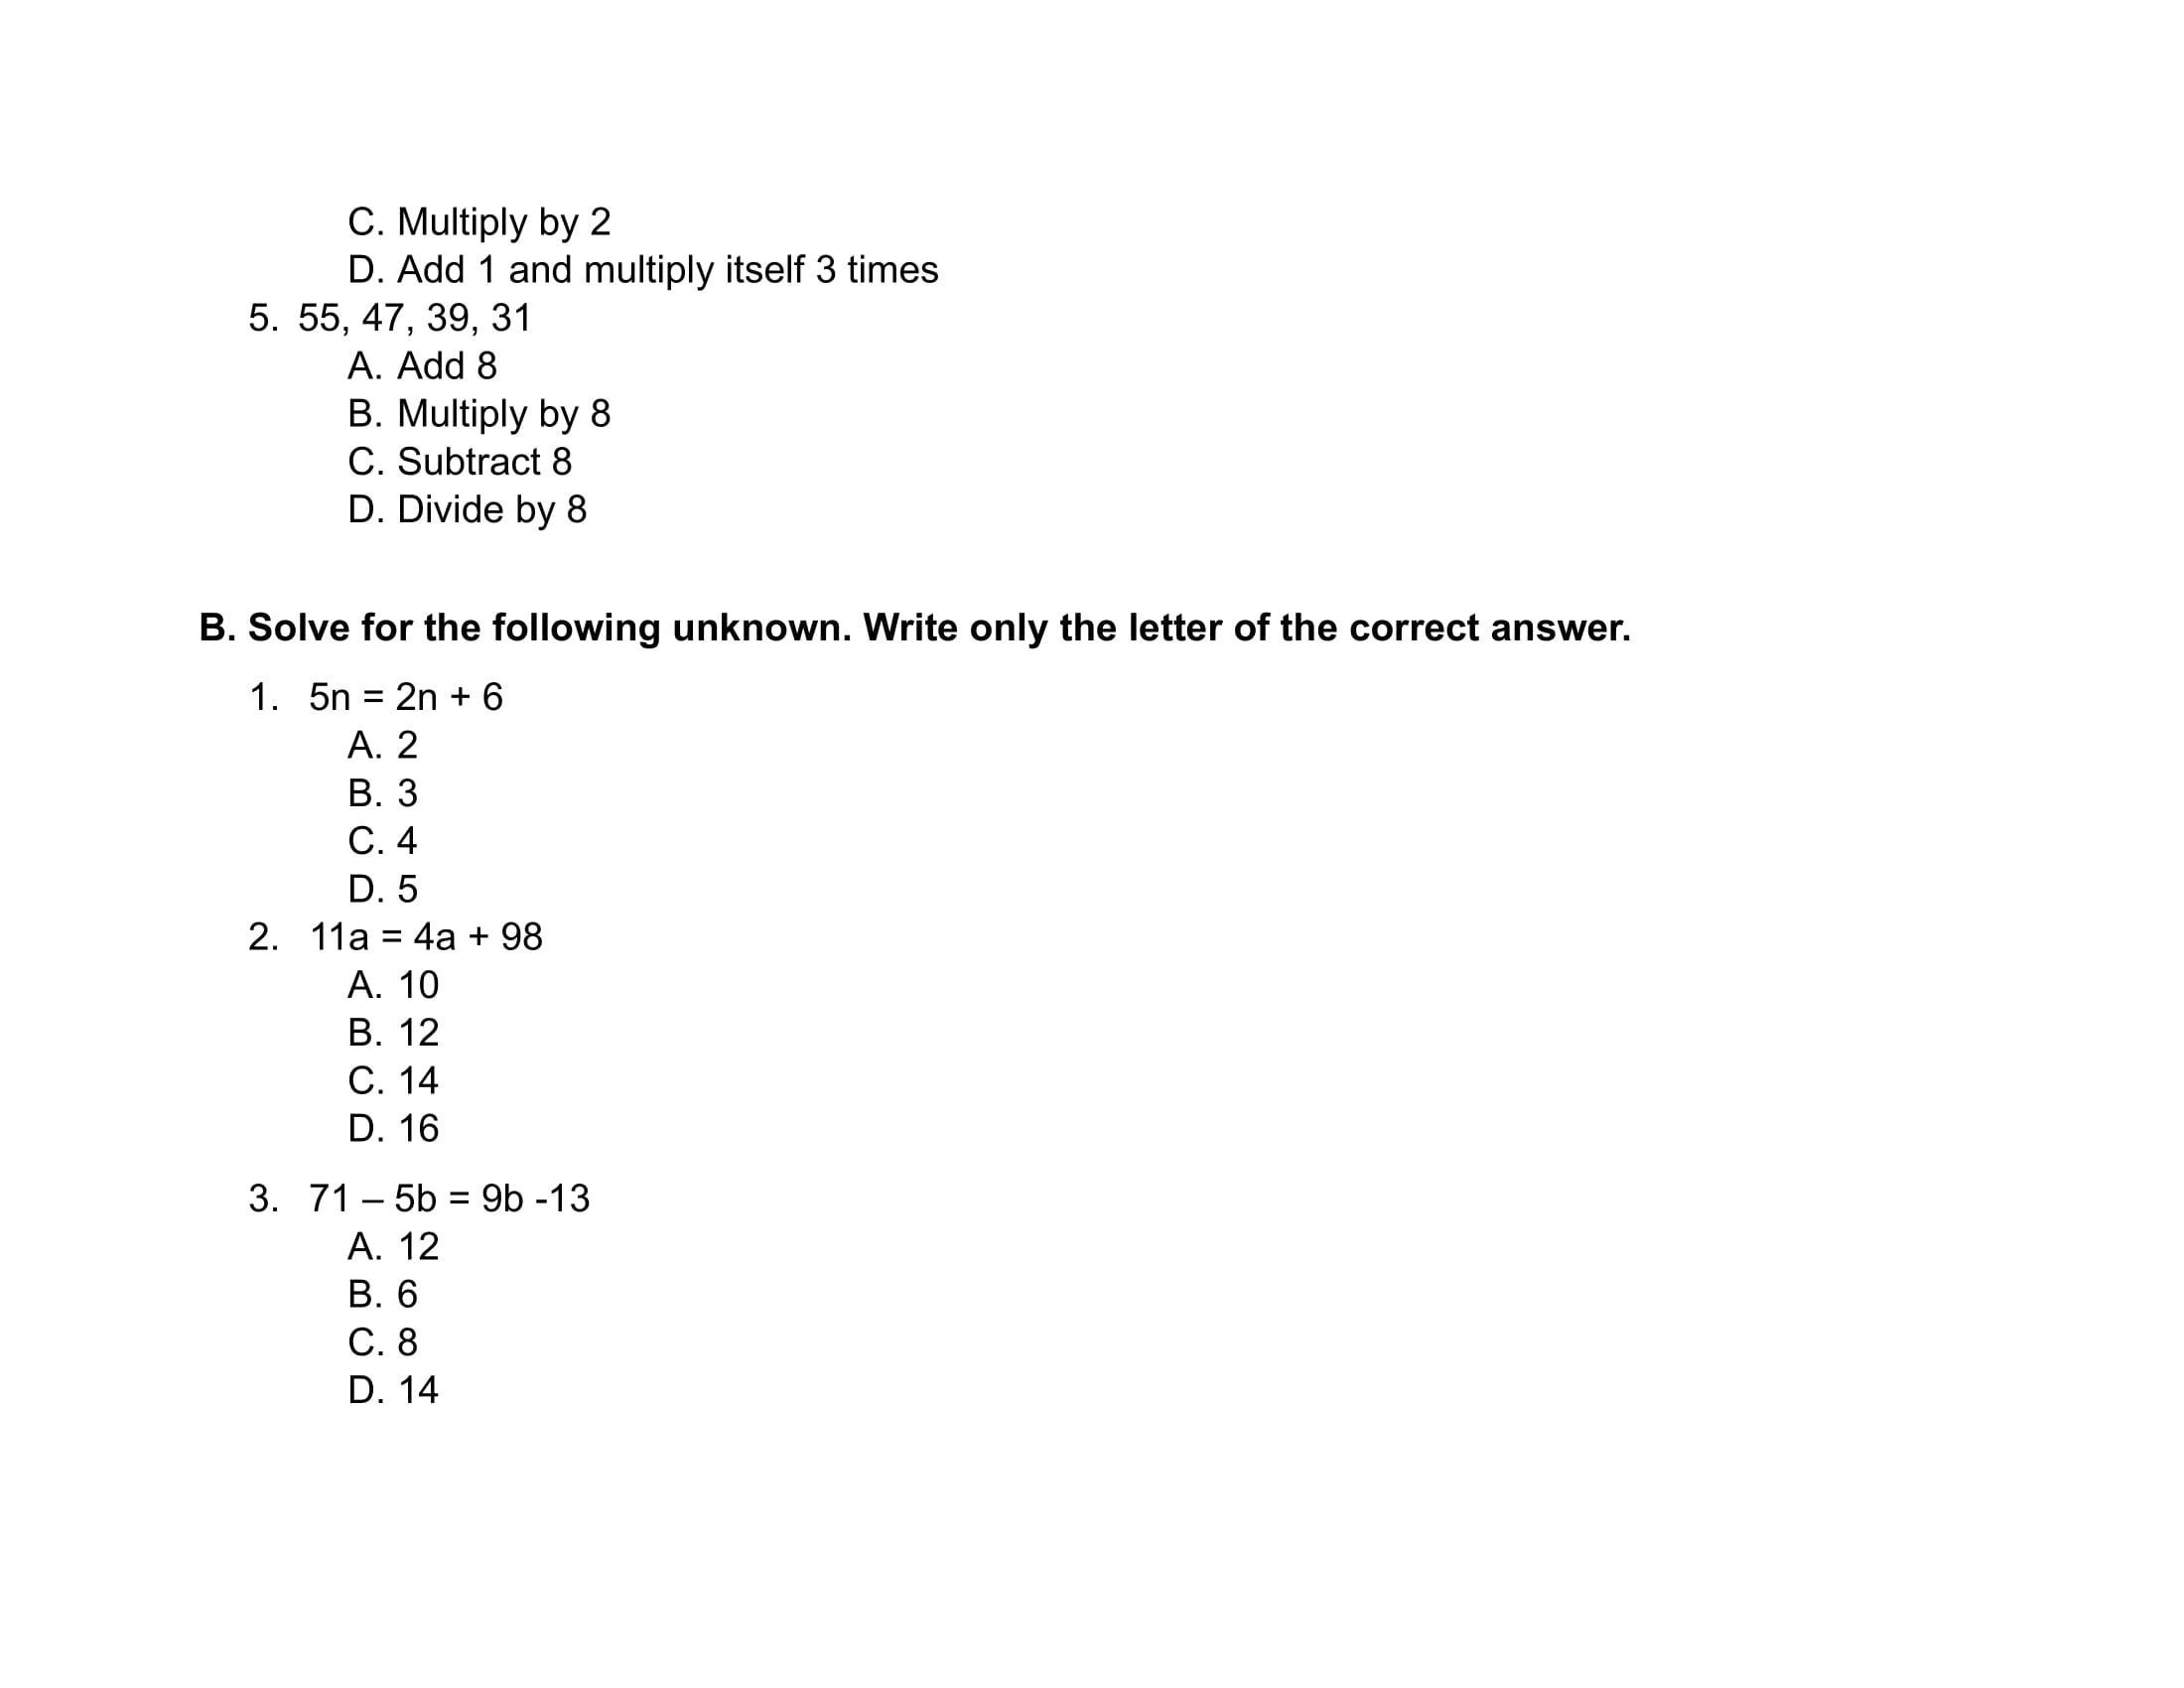 C. Multiply by 2
D. Add 1 and multiply itself 3 times
5. 55, 47, 39, 31
A. Add 8
B. Multiply by 8
C. Subtract 8
D. Divide by 8
B. Solve for the following unknown. Write only the letter of the correct answer.
1. 5n = 2n + 6
A. 2
B. 3
C. 4
D. 5
2. 11a = 4a + 98
A. 10
B. 12
C. 14
D. 16
3. 71 – 5b = 9b -13
A. 12
B. 6
C. 8
D. 14